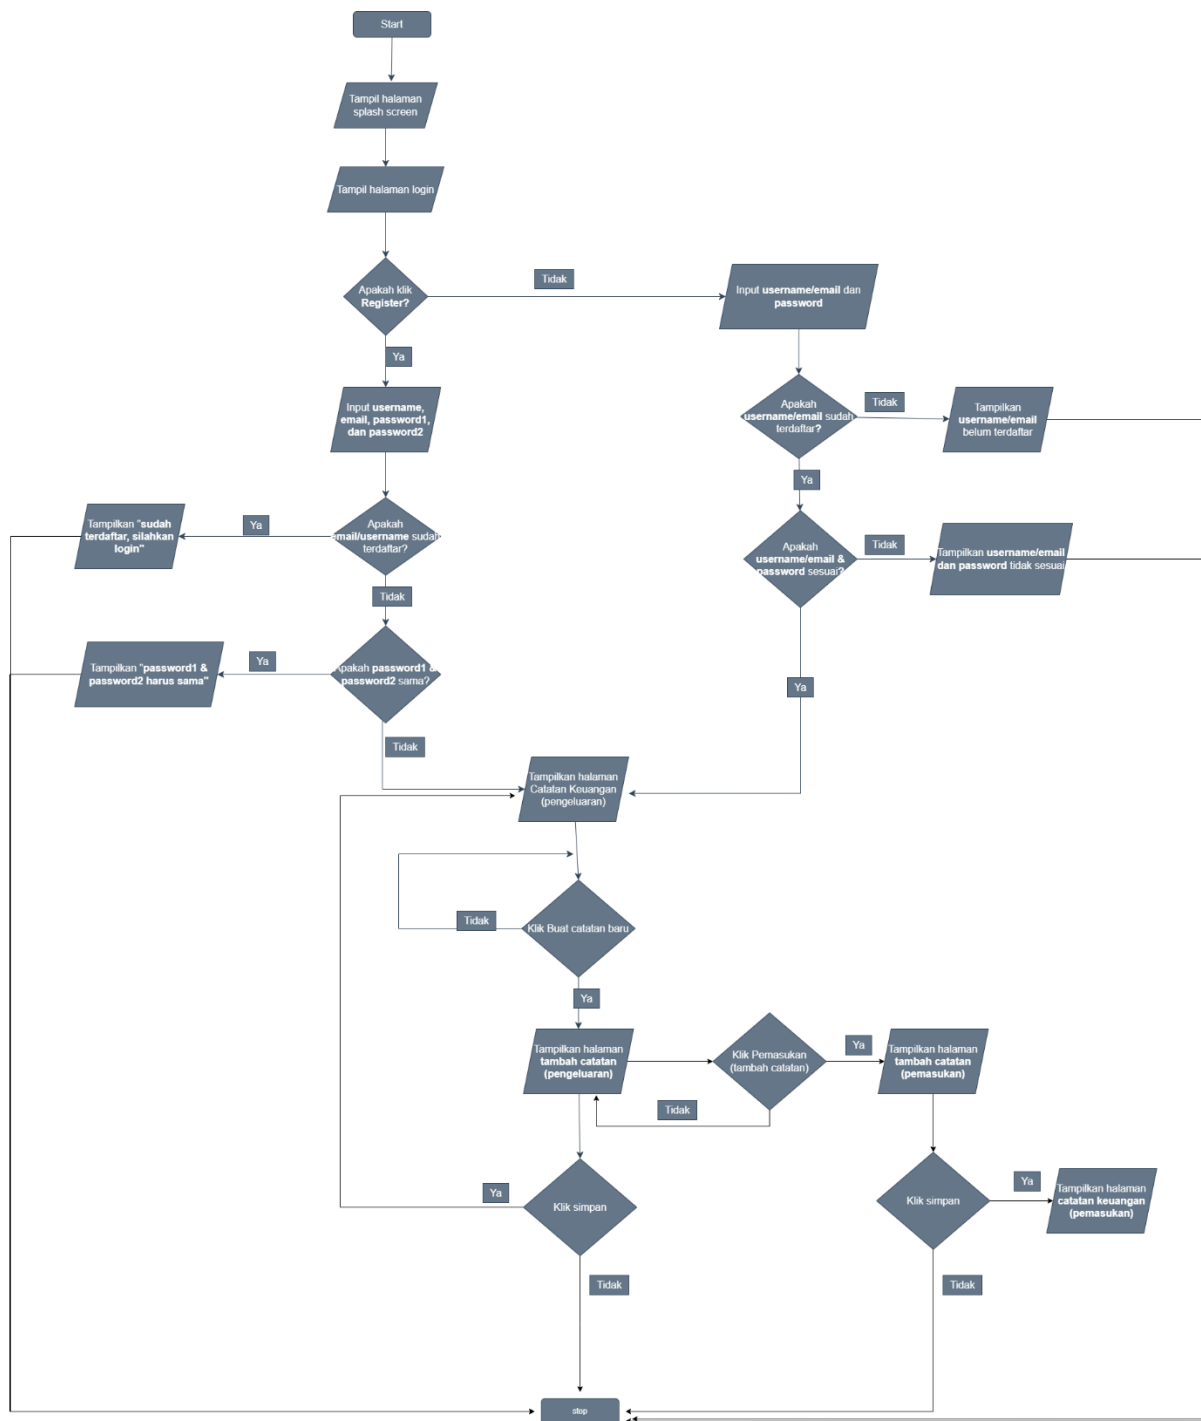 Start
Tampil halaman
splash screen
Tampil halaman login
Apakah klik
Register?
Tidak
Input username/email dan
password
Ya
Input username,
email, password1,
dan password2
Apakah
username/email sudah
terdaftar?
Tidak
Tampilkan
username/email
belum terdaftar
Ya
Tampilkan "sudah
terdaftar, silahkan
login"
Ya
Apakah
email/username sudah
terdaftar?
Apakah
username/email &
password sesuai?
Tidak
Tampilkan username/email
dan password tidak sesuai
Tidak
Tampilkan "password1 &
password2 harus sama"
Ya
Apakah password1 &
password2 sama?
Ya
Tidak
Tampilkan halaman
Catatan Keuangan
(pengeluaran)
Tidak
Klik Buat catatan baru
Ya
Tampilkan halaman
tambah catatan
(pengeluaran)
Klik Pemasukan
(tambah catatan)
Ya
Tampilkan halaman
tambah catatan
(pemasukan)
Tidak
Ya
Klik simpan
Klik simpan
Ya
Tampilkan halaman
catatan keuangan
(pemasukan)
Tidak
Tidak
stop